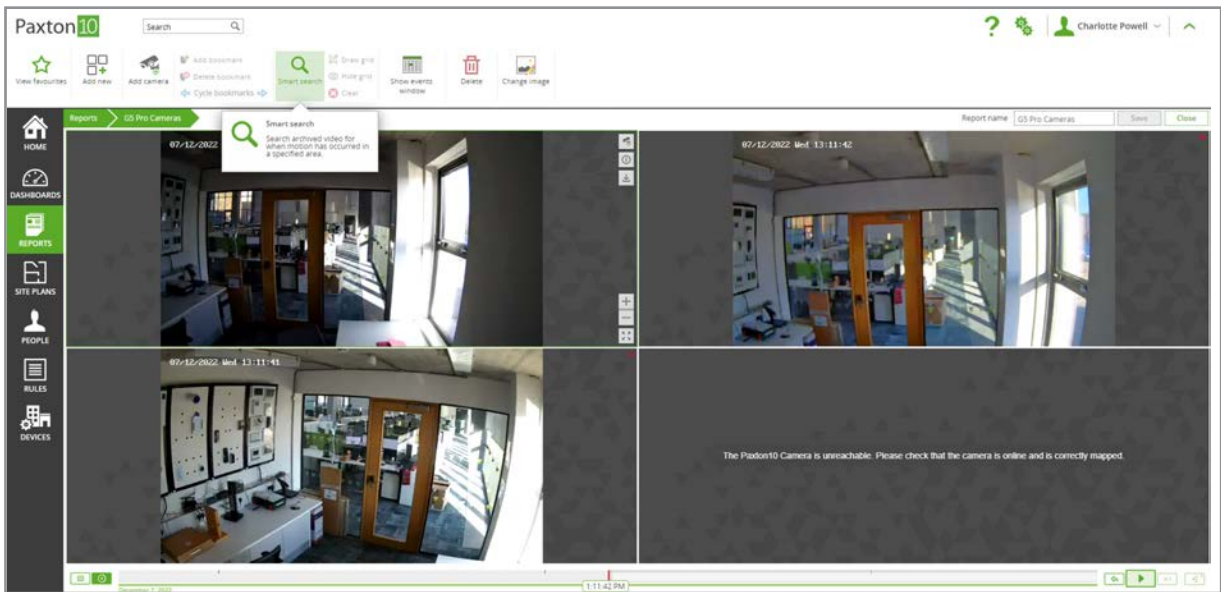 Paxton10
Search
Charlotte Powell
View favourites
Add new
Add camera
Add bookmark
Delete bookmark
Cycle bookmarks
Smart search
Draw grid
Hide grid
Clear
Show events
window
Delete
Change image
Reports
G5 Pro Cameras
Report name
G5 Pro Cameras
Save
Close
Smart search
Search archived video for
when motion has occurred in
a specified area.
HOME
DASHBOARDS
REPORTS
SITE PLANS
PEOPLE
RULES
DEVICES
07/12/2022
07/12/2022 Wed 13:11:42
07/12/2022 Wed 13:11:41
The Paxton10 Camera is unreachable. Please check that the camera is online and is correctly mapped.
1:11:42 PM
December 7, 2022